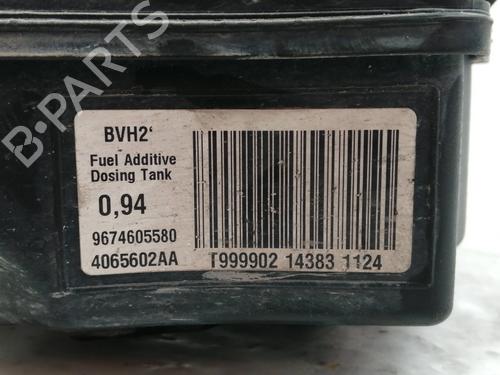 BVH2'
Fuel Additive
Dosing Tank
0,94
9674605580
4065602AA
T999902 14383 1124
B-PARTS